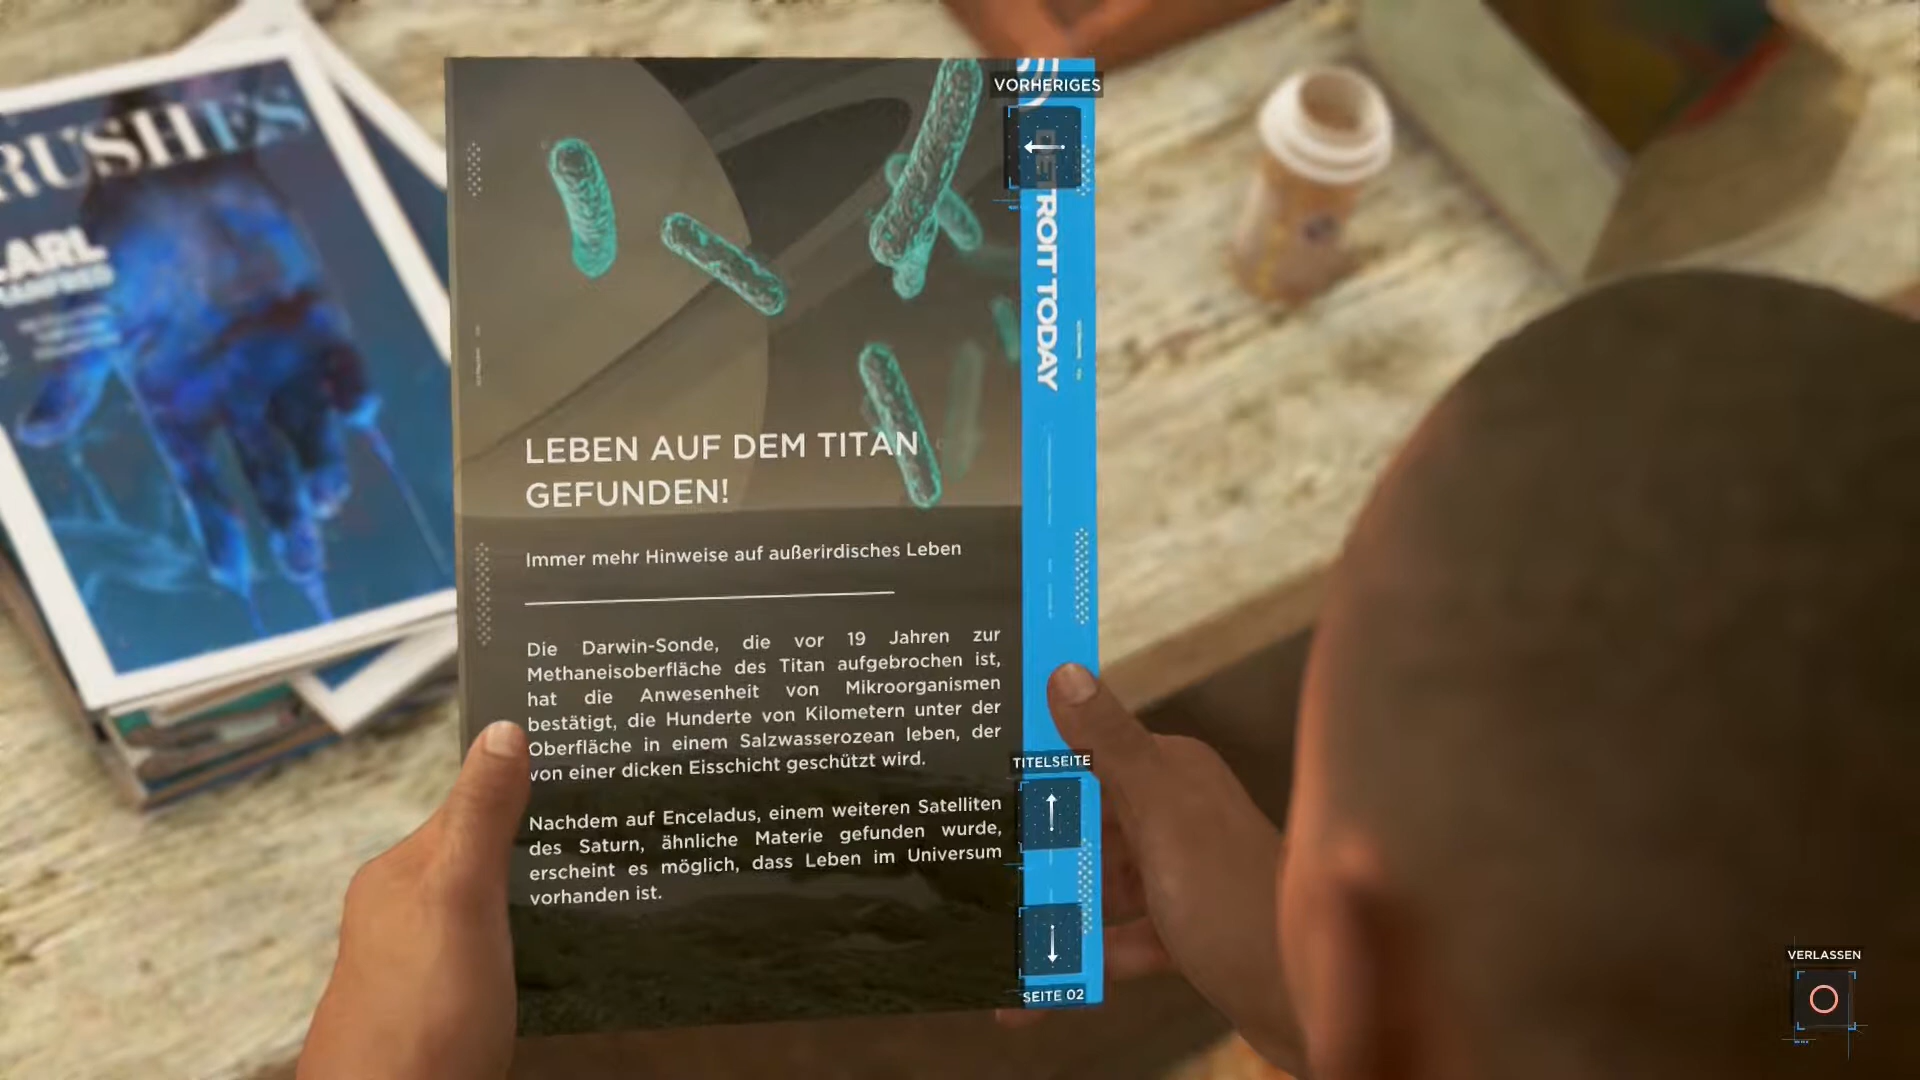 RUSHES
VORHERIGES
ROIT TODAY
LEBEN AUF DEM TITAN
GEFUNDEN!
Immer mehr Hinweise auf außerirdisches Leben
Die Darwin-Sonde, die vor 19 Jahren zur
Methaneisoberfläche des Titan aufgebrochen ist,
hat die Anwesenheit von Mikroorganismen
bestätigt, die Hunderte von Kilometern unter der
Oberfläche in einem Salzwasserozean leben, der
von einer dicken Eisschicht geschützt wird.
Nachdem auf Enceladus, einem weiteren Satelliten
des Saturn, ähnliche Materie gefunden wurde,
erscheint es möglich, dass Leben im Universum
vorhanden ist.
TITELSEITE
SEITE 02
VERLASSEN